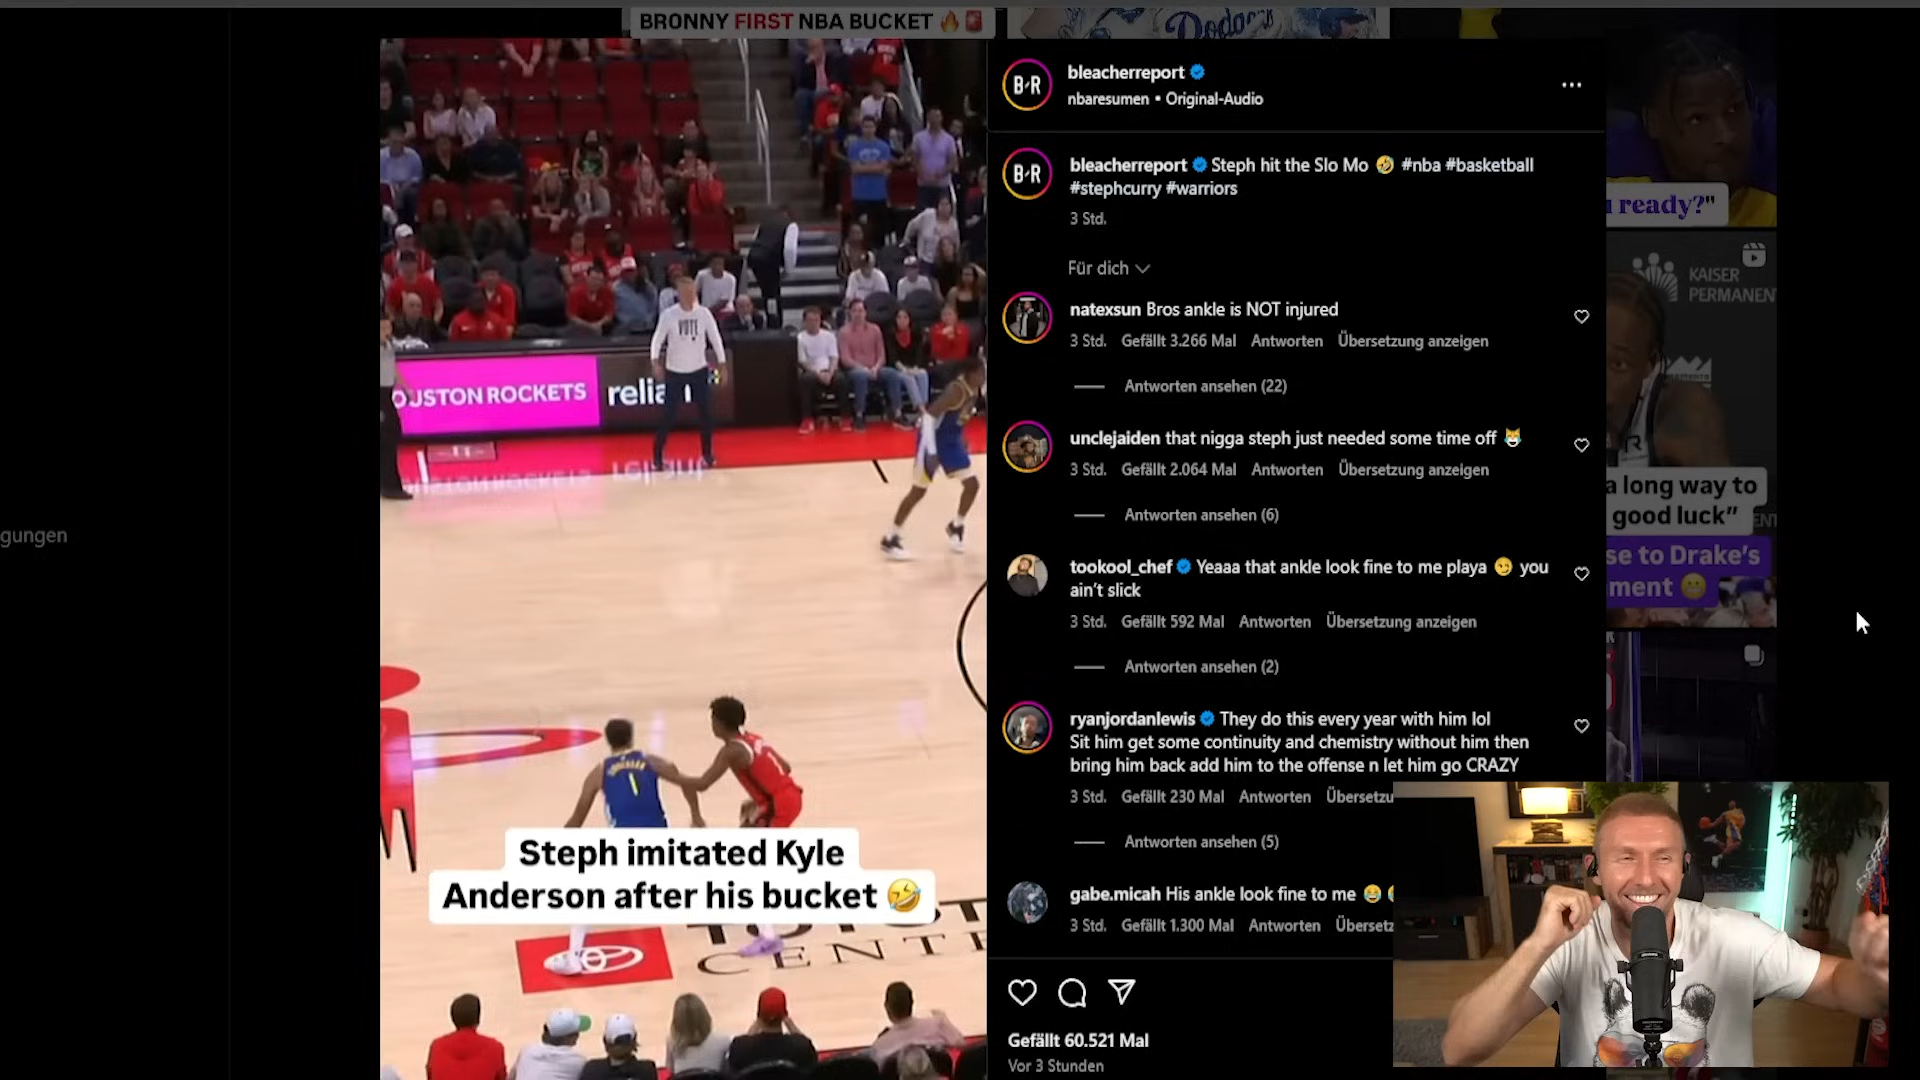 BRONNY FIRST NBA BUCKET 🔥🚨
Dodgers
B·R
bleacherreport
nbaresumen • Original-Audio
B·R
bleacherreport Steph hit the Slo Mo 🤣 #nba #basketball
#stephcurry #warriors
3 Std.
Für dich
natexsun Bros ankle is NOT injured
3 Std. Gefällt 3.266 Mal Antworten Übersetzung anzeigen
Antworten ansehen (22)
unclejaiden that nigga steph just needed some time off 😹
3 Std. Gefällt 2.064 Mal Antworten Übersetzung anzeigen
Antworten ansehen (6)
tookool_chef Yeaaa that ankle look fine to me playa 😏 you
ain’t slick
3 Std. Gefällt 592 Mal Antworten Übersetzung anzeigen
Antworten ansehen (2)
ryanjordanlewis They do this every year with him lol
Sit him get some continuity and chemistry without him then
bring him back add him to the offense n let him go CRAZY
3 Std. Gefällt 230 Mal Antworten Übersetzu
Antworten ansehen (5)
gabe.micah His ankle look fine to me 😂
3 Std. Gefällt 1.300 Mal Antworten Übersetz
Gefällt 60.521 Mal
Vor 3 Stunden
VOTE
OUSTON ROCKETS
relian
1
Steph imitated Kyle
Anderson after his bucket 🤣
CENTE
gungen
ready?"
KAISER
PERMANEN
a long way to
good luck”
se to Drake’s
ment 😬